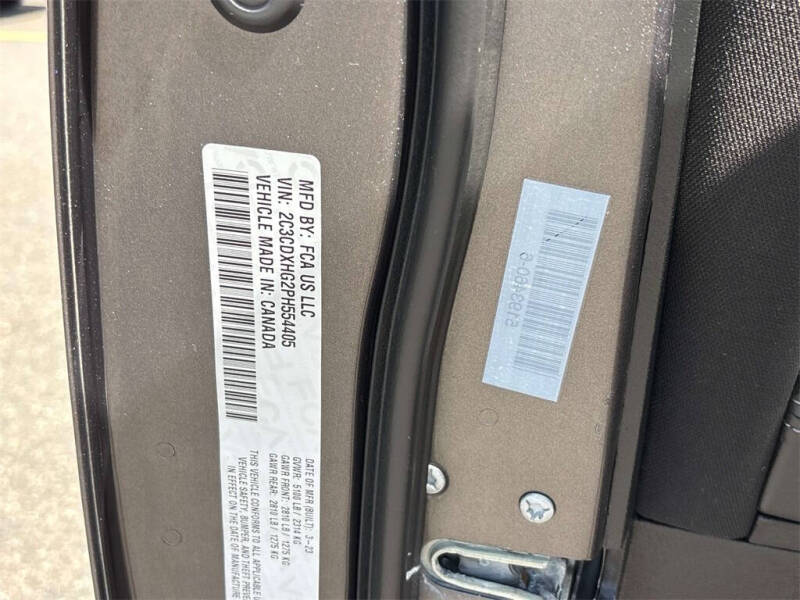 MFD BY: FCA US LLC
VIN: 2C3CDXHG2PH554405
VEHICLE MADE IN: CANADA
DATE OF MFR (BUILT): 3-23
GVWR: 5100 LB / 2314 KG
GAWR FRONT: 2810 LB / 1275 KG
GAWR REAR: 2810 LB / 1275 KG
THIS VEHICLE CONFORMS TO ALL APPLICABLE
VEHICLE SAFETY, BUMPER, AND THEFT
IN EFFECT ON THE DATE OF MANUFACTURE